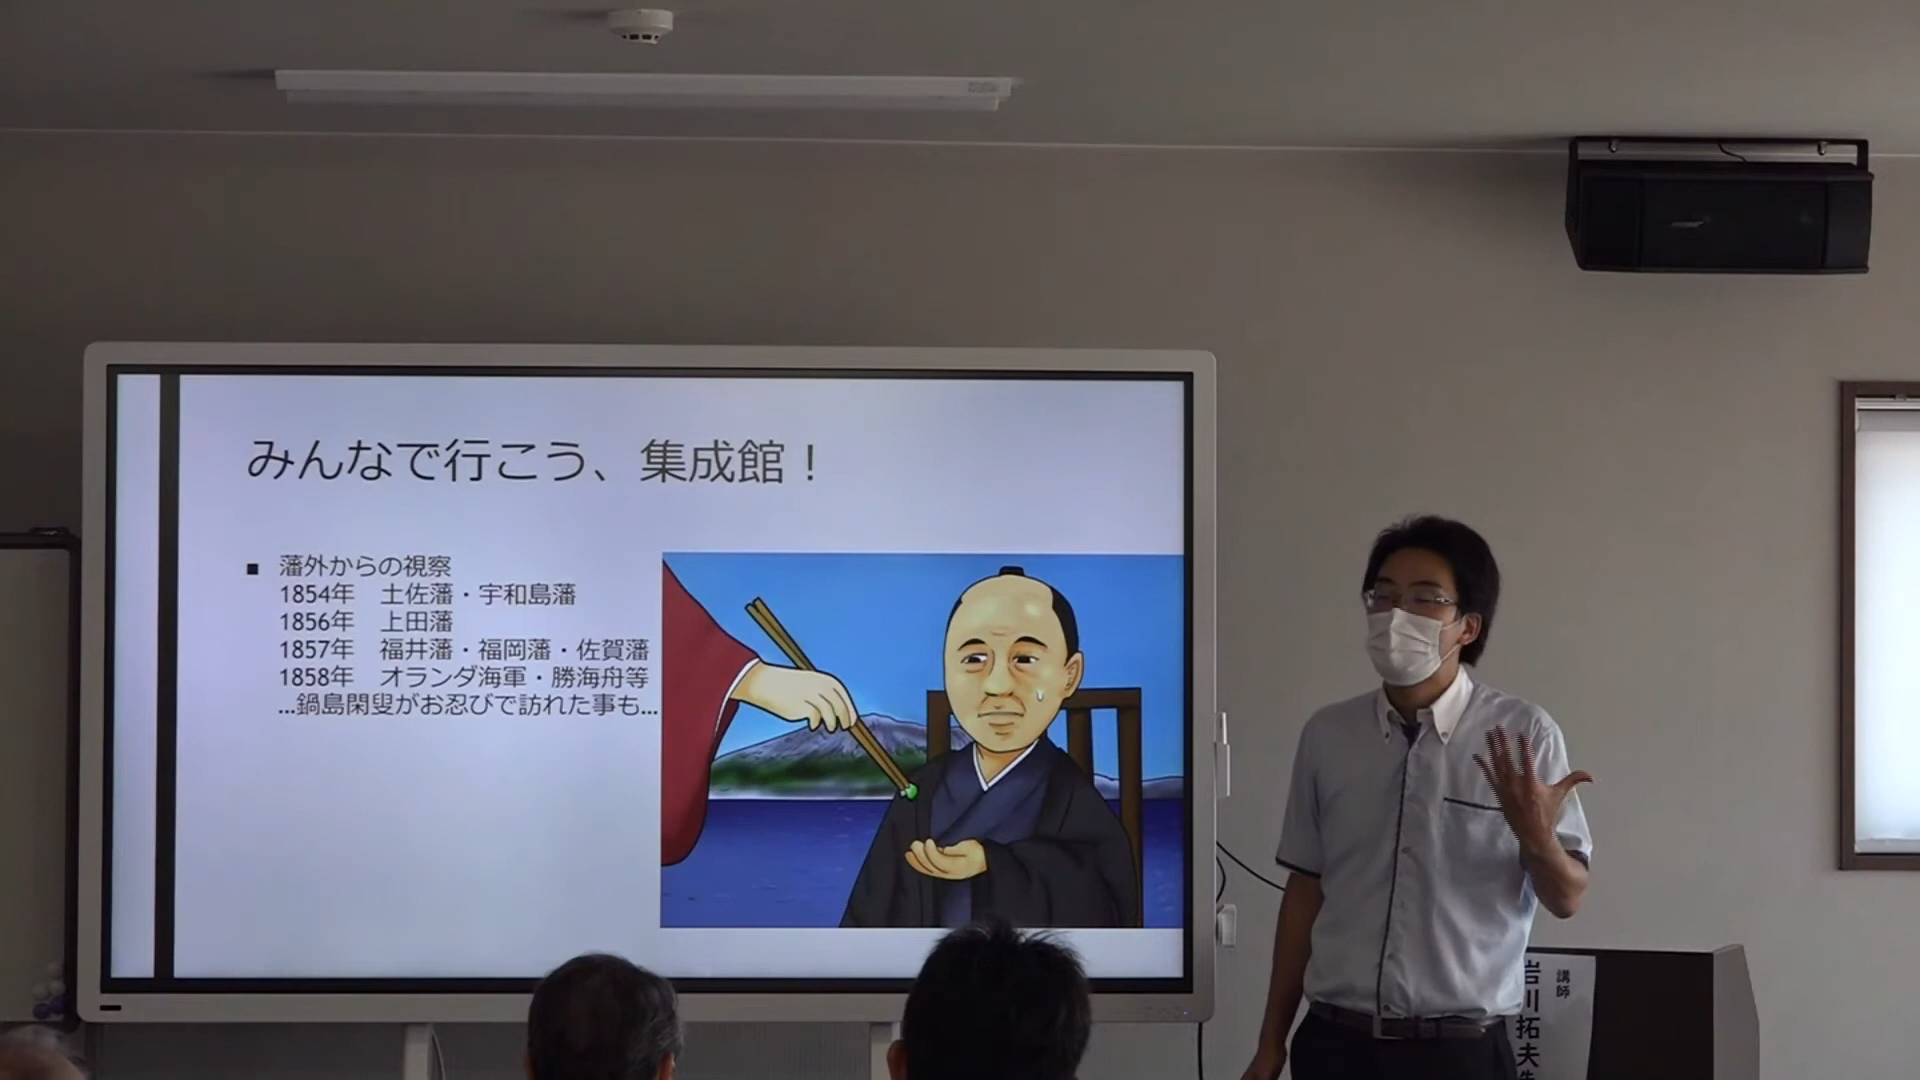 みんなで行こう、集成館！
■ 藩外からの視察
1854年　土佐藩・宇和島藩
1856年　上田藩
1857年　福井藩・福岡藩・佐賀藩
1858年　オランダ海軍・勝海舟等
…鍋島閑叟がお忍びで訪れた事も…
講師
岩川拓夫先